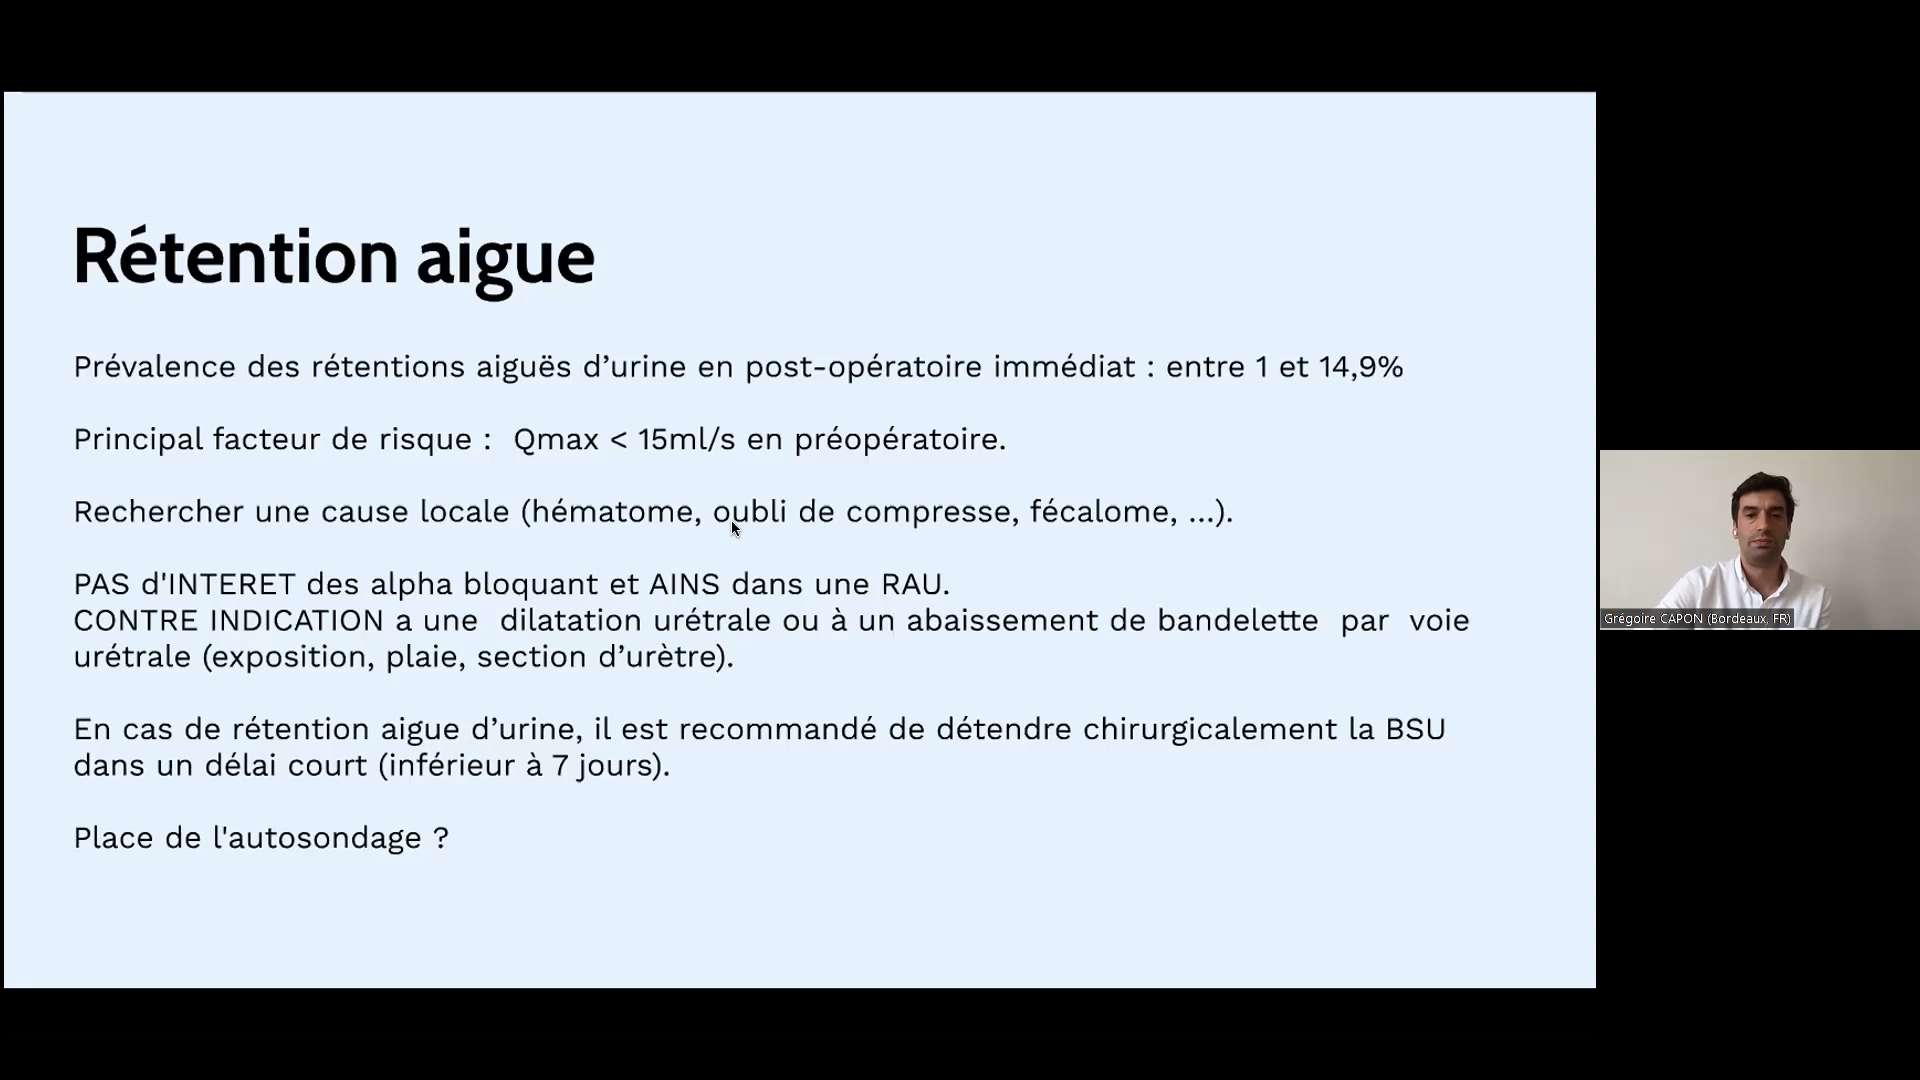 Rétention aigue
Prévalence des rétentions aiguës d’urine en post-opératoire immédiat : entre 1 et 14,9%
Principal facteur de risque :  Qmax < 15ml/s en préopératoire.
Rechercher une cause locale (hématome, oubli de compresse, fécalome, ...).
PAS d'INTERET des alpha bloquant et AINS dans une RAU.
CONTRE INDICATION a une  dilatation urétrale ou à un abaissement de bandelette  par  voie
urétrale (exposition, plaie, section d’urètre).
En cas de rétention aigue d’urine, il est recommandé de détendre chirurgicalement la BSU
dans un délai court (inférieur à 7 jours).
Place de l'autosondage ?
Grégoire CAPON (Bordeaux, FR)